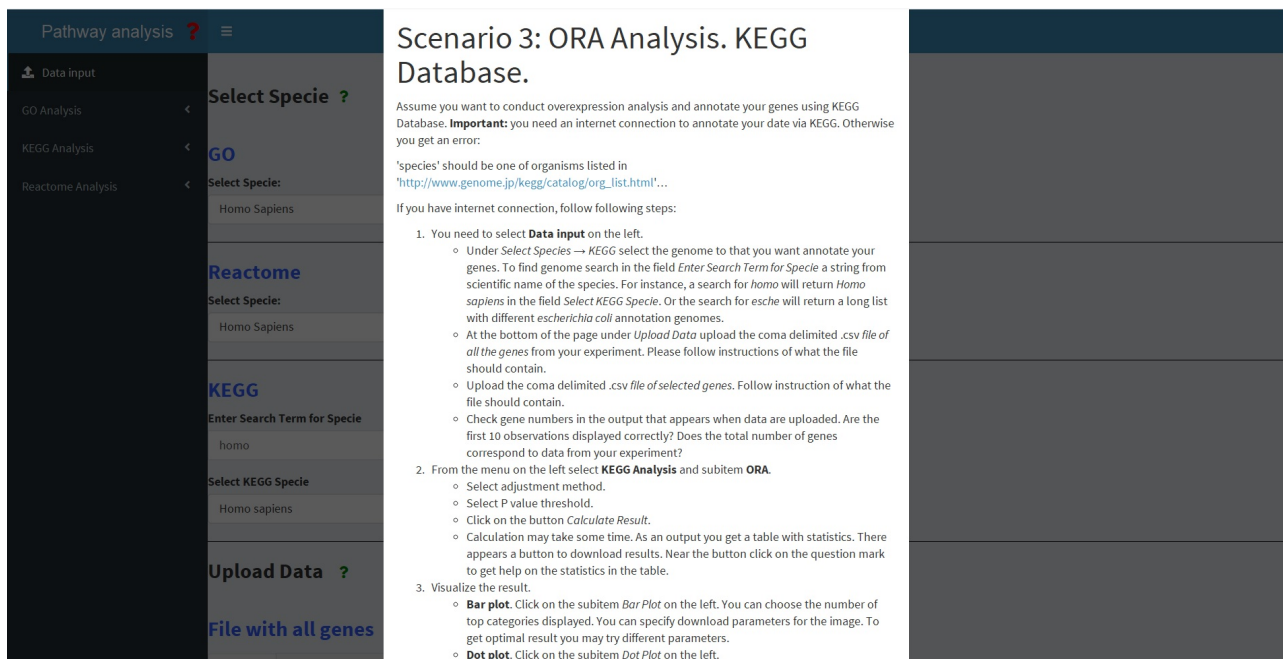 Pathway analysis ?
Data input
GO Analysis
KEGG Analysis
Reactome Analysis
Select Specie ?
GO
Select Specie:
Homo Sapiens
Reactome
Select Specie:
Homo Sapiens
KEGG
Enter Search Term for Specie
homo
Select KEGG Specie
Homo sapiens
Upload Data ?
File with all genes
Scenario 3: ORA Analysis. KEGG
Database.
Assume you want to conduct overexpression analysis and annotate your genes using KEGG
Database. Important: you need an internet connection to annotate your date via KEGG. Otherwise
you get an error:
'species' should be one of organisms listed in
'http://www.genome.jp/kegg/catalog/org_list.html'...
If you have internet connection, follow following steps:
1. You need to select Data input on the left.
◦ Under Select Species → KEGG select the genome to that you want annotate your
genes. To find genome search in the field Enter Search Term for Specie a string from
scientific name of the species. For instance, a search for homo will return Homo
sapiens in the field Select KEGG Specie. Or the search for esche will return a long list
with different escherichia coli annotation genomes.
◦ At the bottom of the page under Upload Data upload the coma delimited .csv file of
all the genes from your experiment. Please follow instructions of what the file
should contain.
◦ Upload the coma delimited .csv file of selected genes. Follow instruction of what the
file should contain.
◦ Check gene numbers in the output that appears when data are uploaded. Are the
first 10 observations displayed correctly? Does the total number of genes
correspond to data from your experiment?
2. From the menu on the left select KEGG Analysis and subitem ORA.
◦ Select adjustment method.
◦ Select P value threshold.
◦ Click on the button Calculate Result.
◦ Calculation may take some time. As an output you get a table with statistics. There
appears a button to download results. Near the button click on the question mark
to get help on the statistics in the table.
3. Visualize the result.
◦ Bar plot. Click on the subitem Bar Plot on the left. You can choose the number of
top categories displayed. You can specify download parameters for the image. To
get optimal result you may try different parameters.
◦ Dot plot. Click on the subitem Dot Plot on the left.